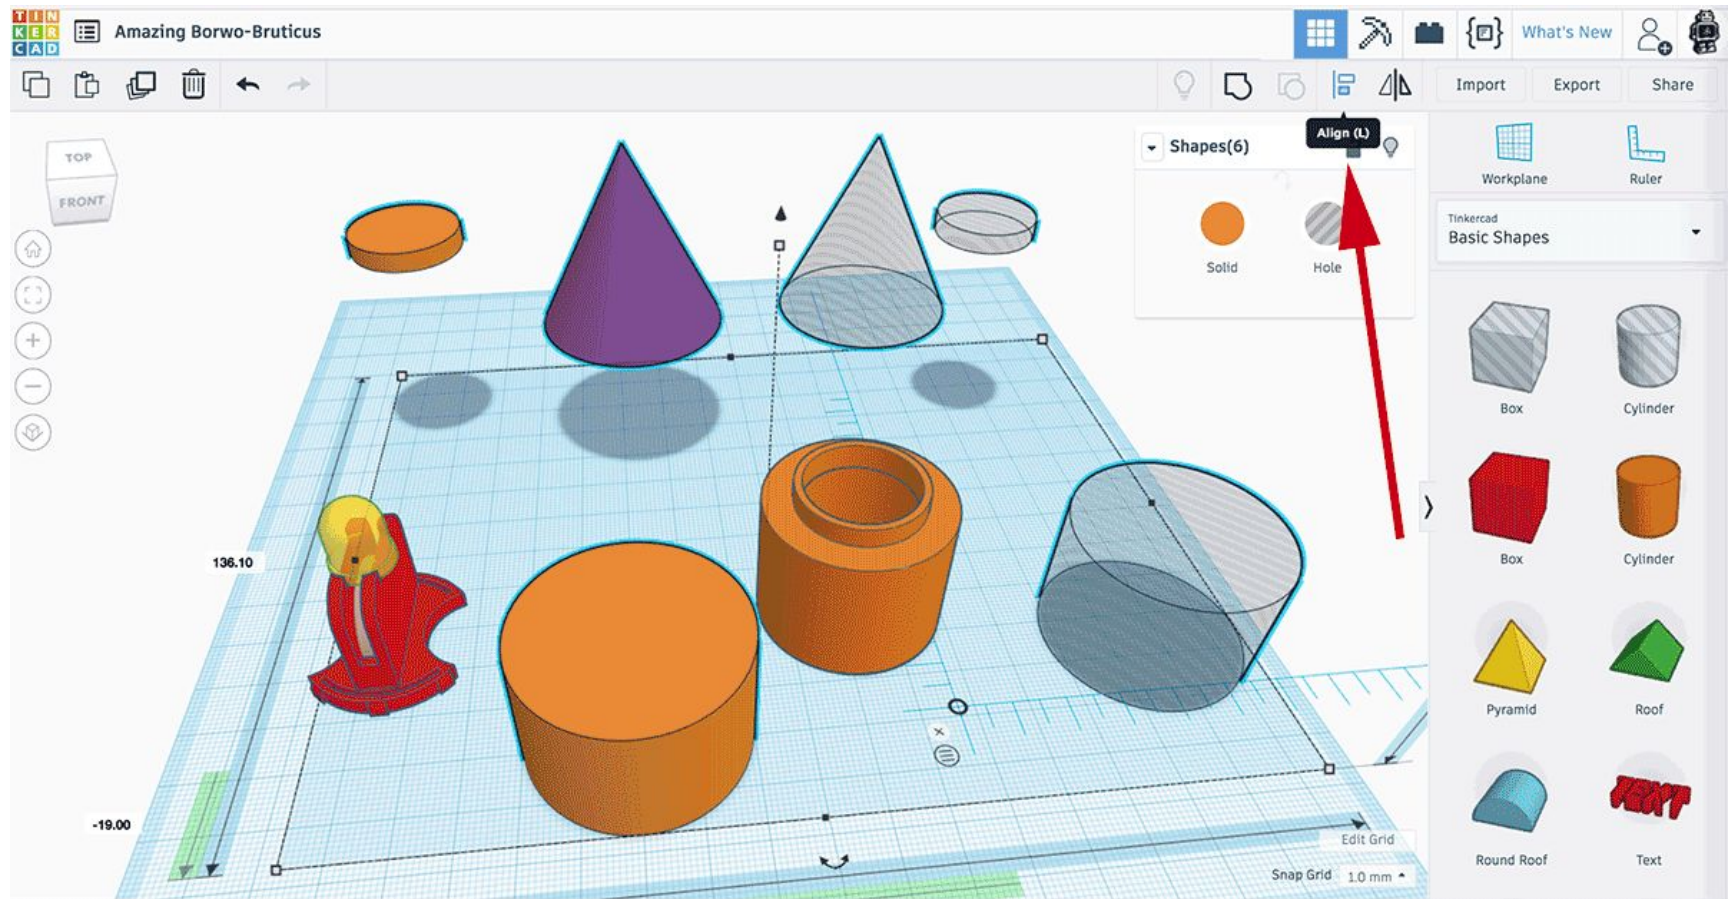 TIN
KER
CAD
Amazing Borwo-Bruticus
What's New
Import
Export
Share
Align (L)
Shapes(6)
Solid
Hole
TOP
FRONT
Workplane
Ruler
Tinkercad
Basic Shapes
Box
Cylinder
Box
Cylinder
Pyramid
Roof
Round Roof
Text
TEXT
136.10
-19.00
Edit Grid
Snap Grid 1.0 mm